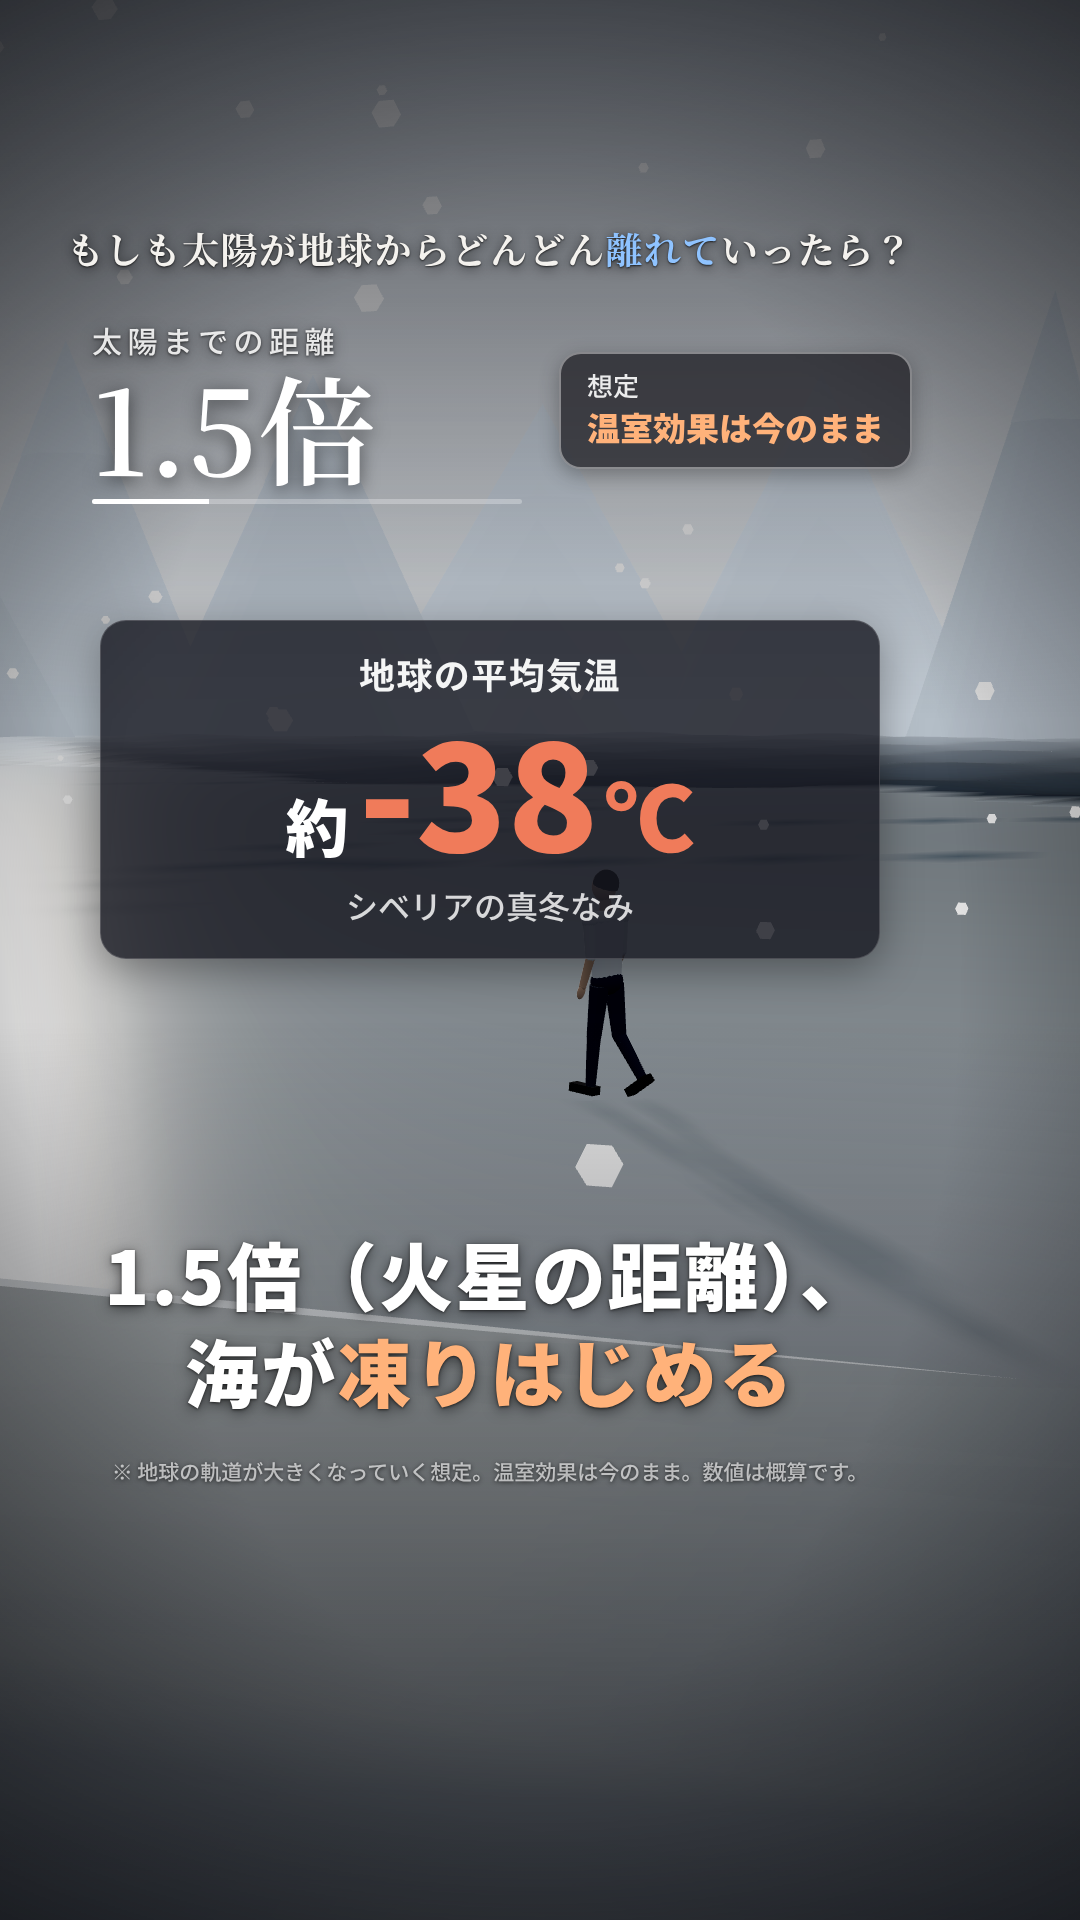 もしも太陽が地球からどんどん離れていったら？
太陽までの距離
1.5倍
想定
温室効果は今のまま
地球の平均気温
約-38℃
シベリアの真冬なみ
1.5倍（火星の距離）、
海が凍りはじめる
※ 地球の軌道が大きくなっていく想定。温室効果は今のまま。数値は概算です。